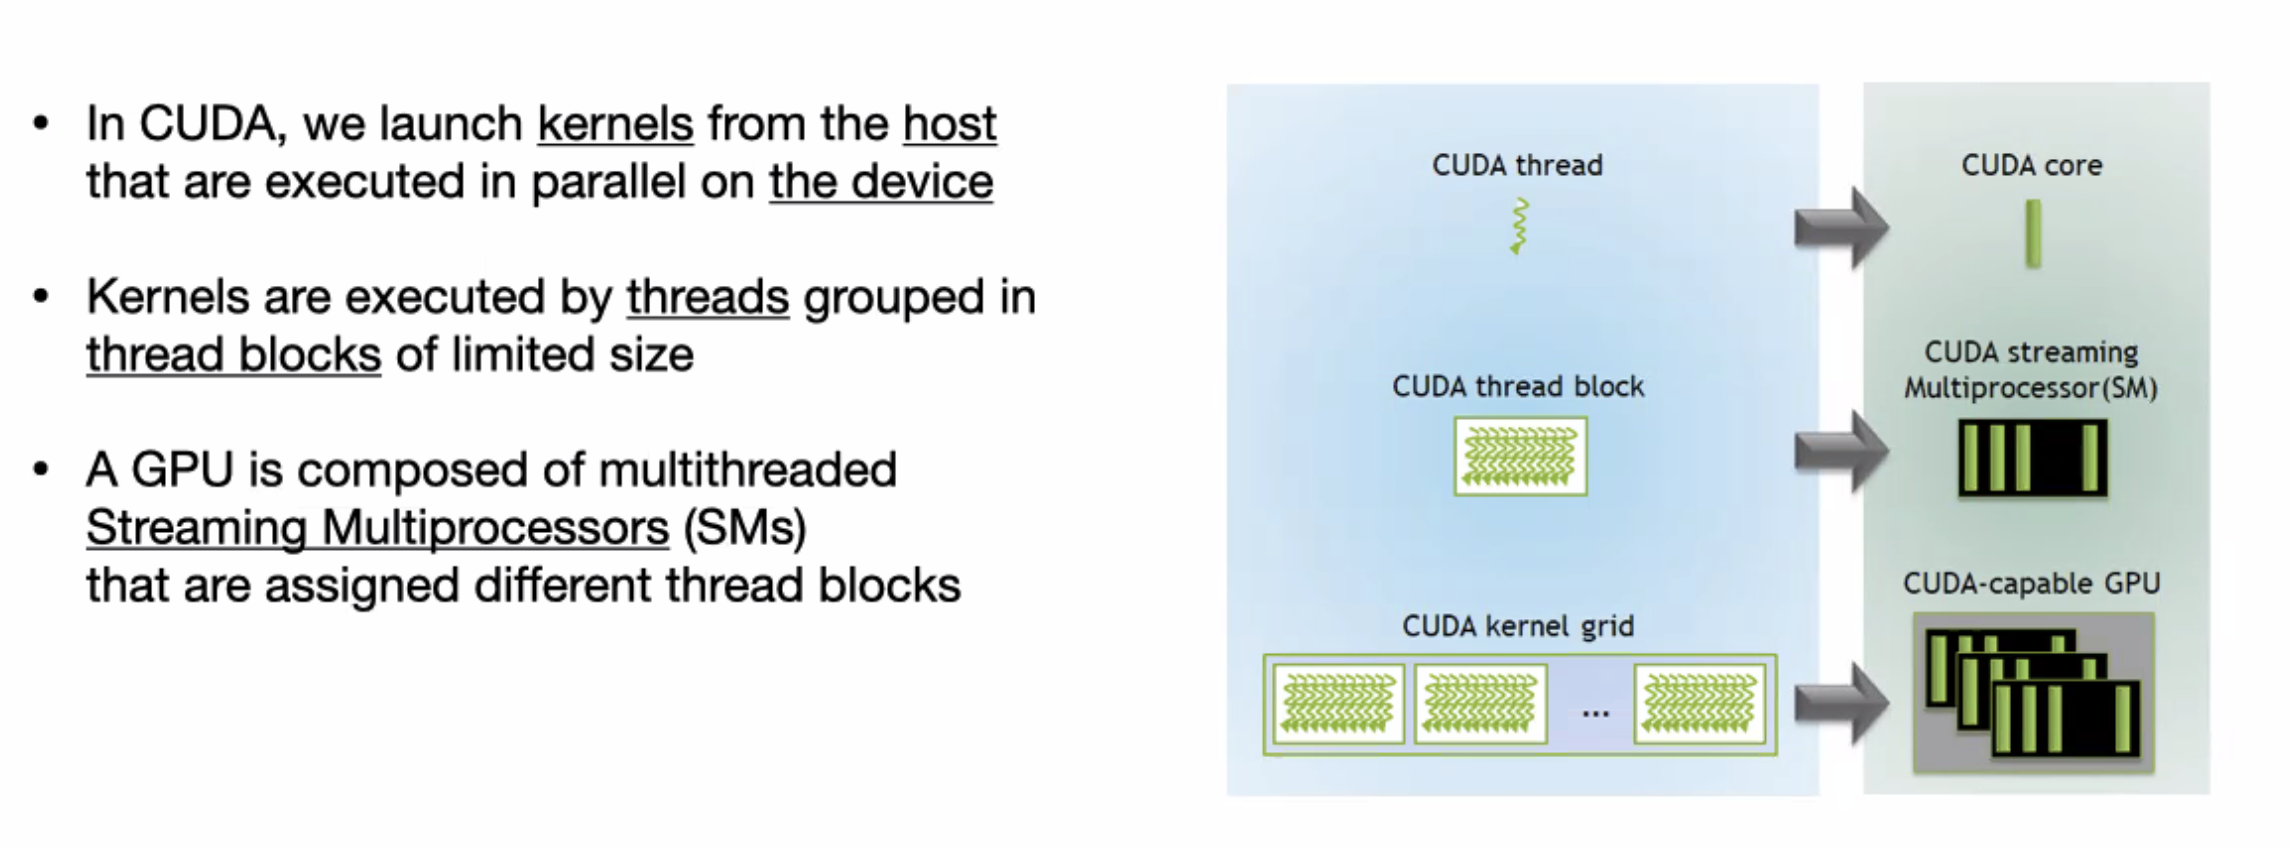 • In CUDA, we launch kernels from the host
that are executed in parallel on the device
• Kernels are executed by threads grouped in
thread blocks of limited size
• A GPU is composed of multithreaded
Streaming Multiprocessors (SMs)
that are assigned different thread blocks
CUDA thread
CUDA core
CUDA thread block
CUDA streaming
Multiprocessor(SM)
CUDA kernel grid
...
CUDA-capable GPU